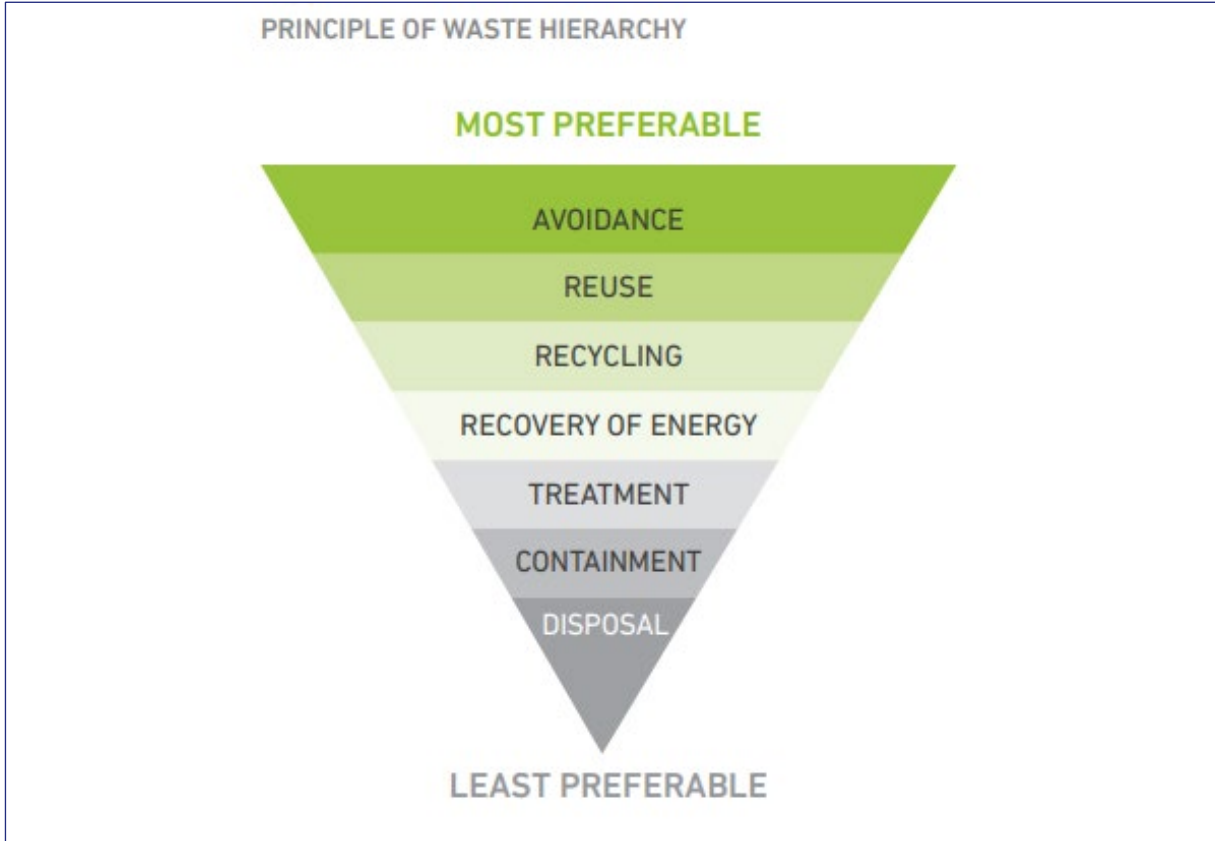 PRINCIPLE OF WASTE HIERARCHY
MOST PREFERABLE
AVOIDANCE
REUSE
RECYCLING
RECOVERY OF ENERGY
TREATMENT
CONTAINMENT
DISPOSAL
LEAST PREFERABLE